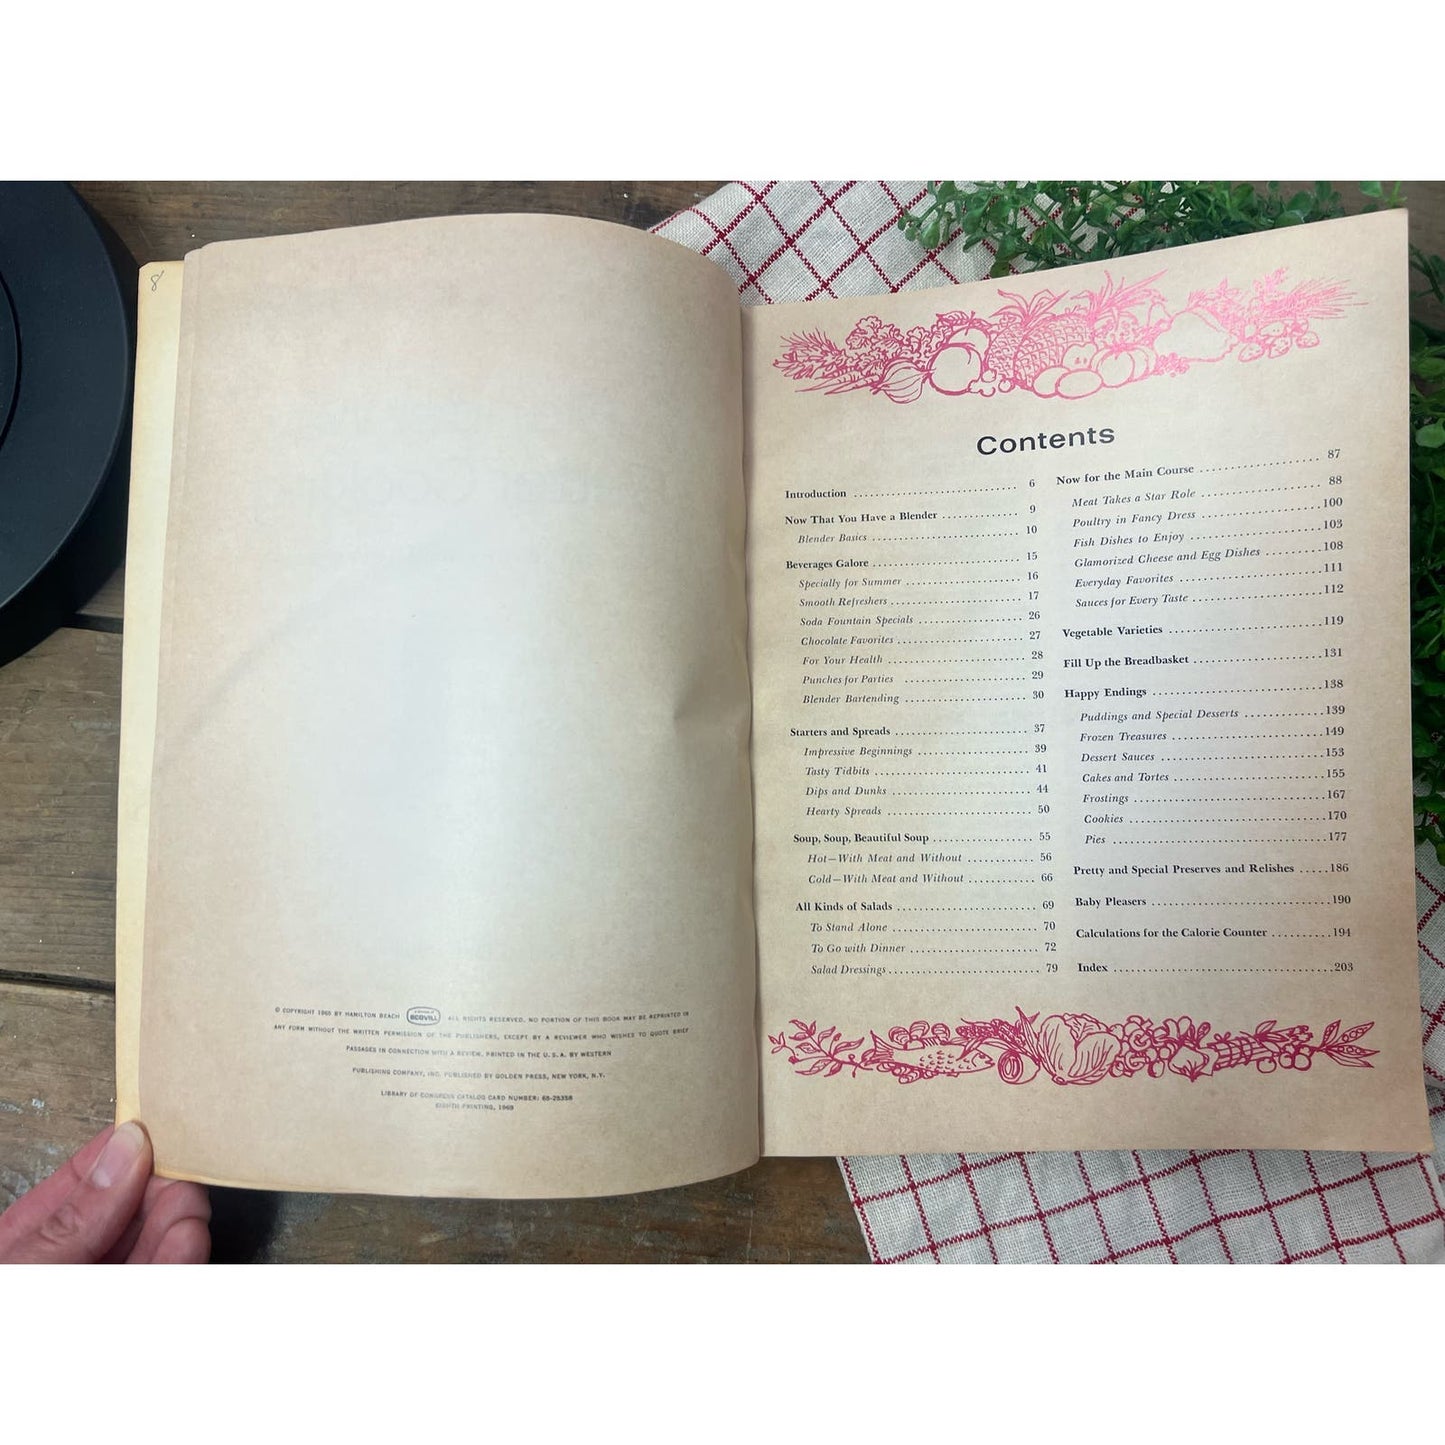 8
© COPYRIGHT 1965 BY HAMILTON BEACH SCOVILL ALL RIGHTS RESERVED. NO PORTION OF THIS BOOK MAY BE REPRINTED IN
ANY FORM WITHOUT THE WRITTEN PERMISSION OF THE PUBLISHERS, EXCEPT BY A REVIEWER WHO WISHES TO QUOTE BRIEF
PASSAGES IN CONNECTION WITH A REVIEW. PRINTED IN THE U. S. A. BY WESTERN
PUBLISHING COMPANY, INC. PUBLISHED BY GOLDEN PRESS, NEW YORK, N.Y.
LIBRARY OF CONGRESS CATALOG CARD NUMBER: 65-25358
EIGHTH PRINTING, 1969
Contents
Introduction ........................ 6
Now That You Have a Blender ............. 9
Blender Basics ........................ 10
Beverages Galore ........................ 15
Specially for Summer .................. 16
Smooth Refreshers ..................... 17
Soda Fountain Specials ................ 26
Chocolate Favorites ................... 27
For Your Health ....................... 28
Punches for Parties ................... 29
Blender Bartending .................... 30
Starters and Spreads .................... 37
Impressive Beginnings ................. 39
Tasty Tidbits ......................... 41
Dips and Dunks ........................ 44
Hearty Spreads ........................ 50
Soup, Soup, Beautiful Soup .............. 55
Hot—With Meat and Without ............ 56
Cold—With Meat and Without ............ 66
All Kinds of Salads ..................... 69
To Stand Alone ........................ 70
To Go with Dinner ..................... 72
Salad Dressings ....................... 79
Now for the Main Course ................. 87
Meat Takes a Star Role ................ 88
Poultry in Fancy Dress ................ 100
Fish Dishes to Enjoy .................. 103
Glamorized Cheese and Egg Dishes ........ 108
Everyday Favorites .................... 111
Sauces for Every Taste ................ 112
Vegetable Varieties ..................... 119
Fill Up the Breadbasket ................. 131
Happy Endings ........................... 138
Puddings and Special Desserts ......... 139
Frozen Treasures ...................... 149
Dessert Sauces ........................ 153
Cakes and Tortes ...................... 155
Frostings ............................. 167
Cookies ............................... 170
Pies .................................. 177
Pretty and Special Preserves and Relishes ..... 186
Baby Pleasers ........................... 190
Calculations for the Calorie Counter .......... 194
Index ................................... 203